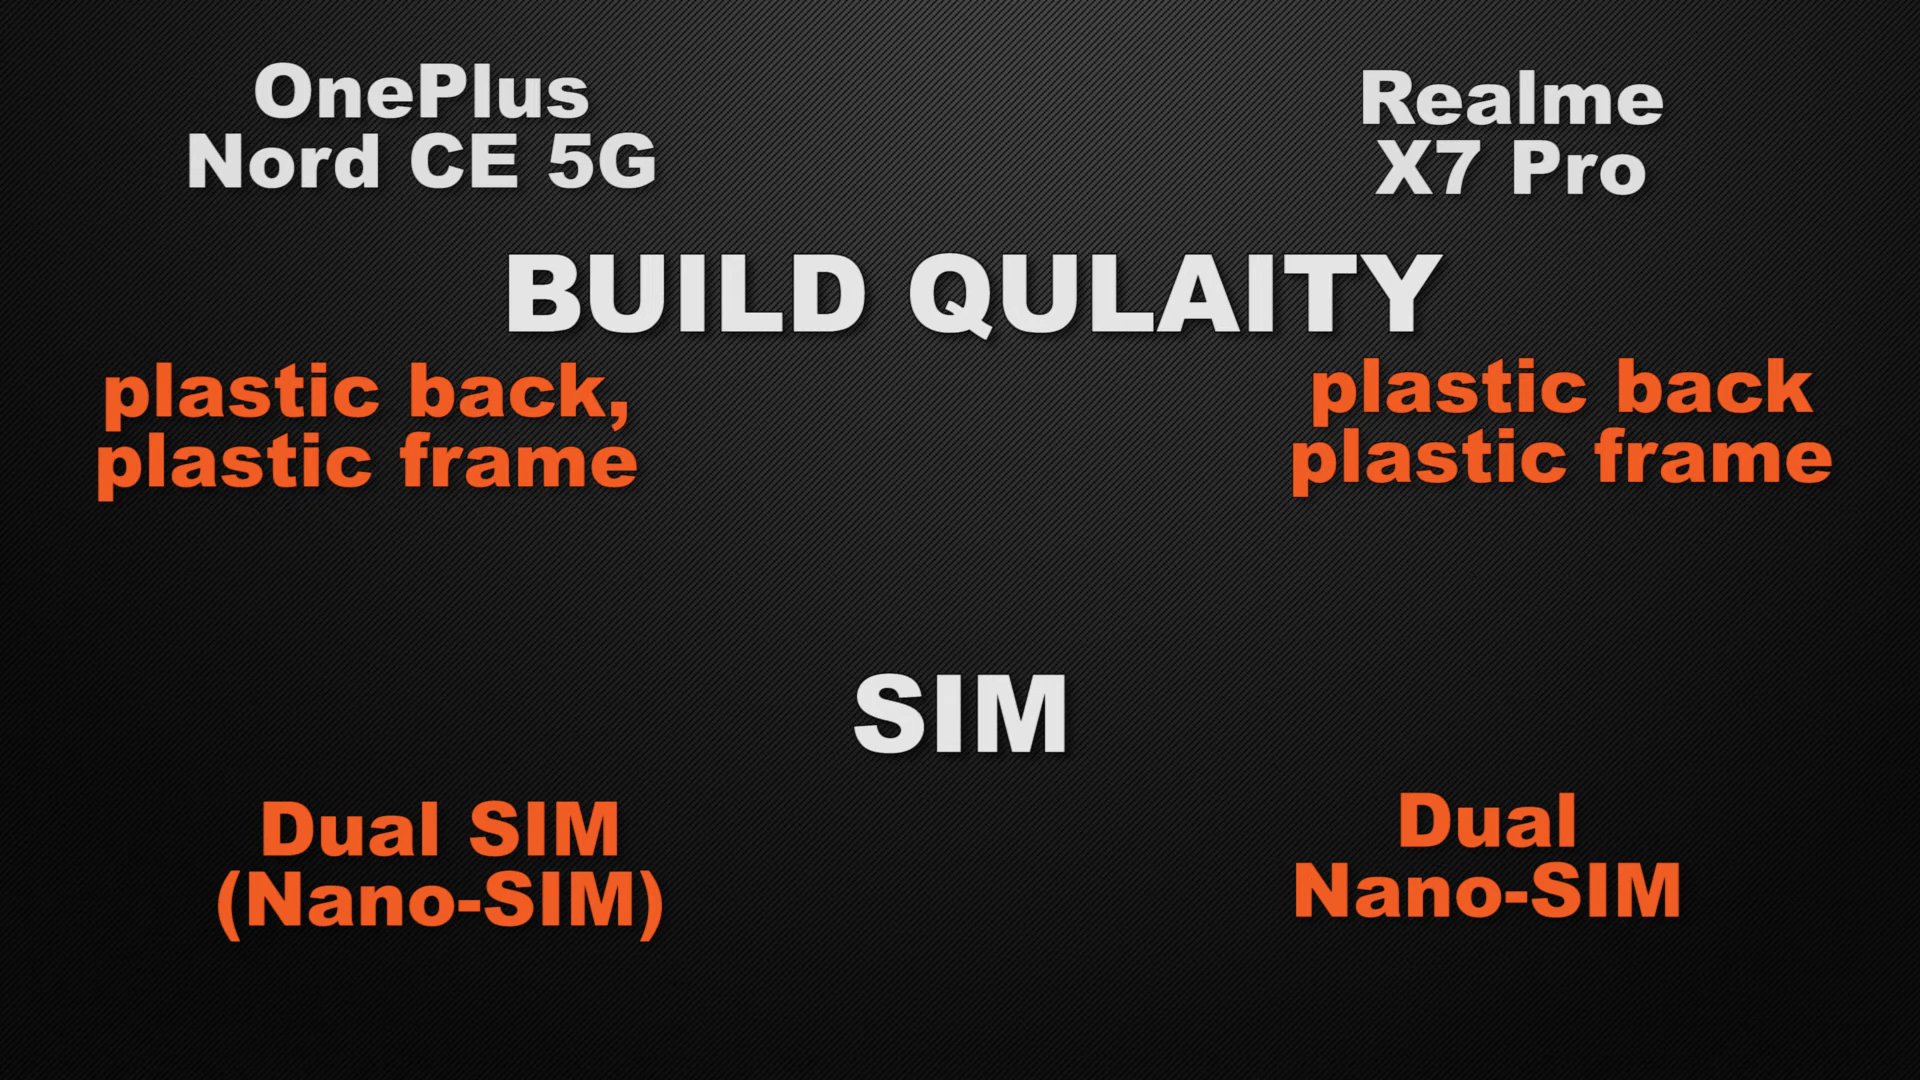 OnePlus
Nord CE 5G
Realme
X7 Pro
BUILD QULAITY
plastic back,
plastic frame
plastic back
plastic frame
SIM
Dual SIM
(Nano-SIM)
Dual
Nano-SIM